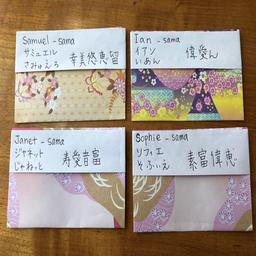 Samuel - sama
サミュエル
さみゅえる
幸美悠恵留
Ian - sama
イアン
いあん
偉愛ん
Janet - sama
ジャネット
じゃねっと
寿愛音富
Sophie - sama
ソフィエ
そふぃえ
素富偉恵